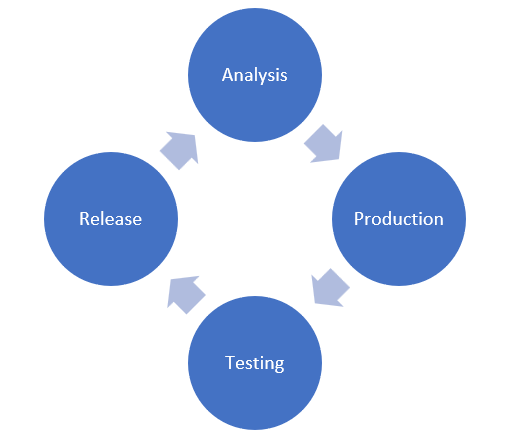 Analysis
Production
Testing
Release